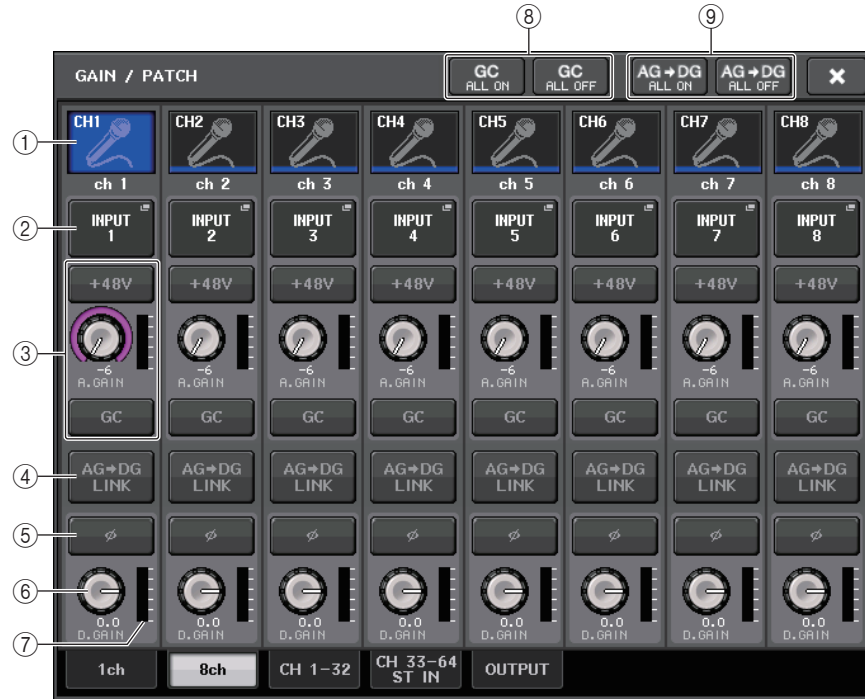 ⑧ ⑨
GAIN / PATCH GC ALL ON GC ALL OFF AG➔DG ALL ON AG➔DG ALL OFF ×
① CH1 CH2 CH3 CH4 CH5 CH6 CH7 CH8
ch 1 ch 2 ch 3 ch 4 ch 5 ch 6 ch 7 ch 8
② INPUT 1 INPUT 2 INPUT 3 INPUT 4 INPUT 5 INPUT 6 INPUT 7 INPUT 8
+48V +48V +48V +48V +48V +48V +48V +48V
③
-6 -6 -6 -6 -6 -6 -6 -6
A.GAIN A.GAIN A.GAIN A.GAIN A.GAIN A.GAIN A.GAIN A.GAIN
GC GC GC GC GC GC GC GC
④ AG➔DG LINK AG➔DG LINK AG➔DG LINK AG➔DG LINK AG➔DG LINK AG➔DG LINK AG➔DG LINK AG➔DG LINK
⑤ ø ø ø ø ø ø ø ø
⑥
0.0 0.0 0.0 0.0 0.0 0.0 0.0 0.0
⑦ D.GAIN D.GAIN D.GAIN D.GAIN D.GAIN D.GAIN D.GAIN D.GAIN
1ch 8ch CH 1-32 CH 33-64 ST IN OUTPUT